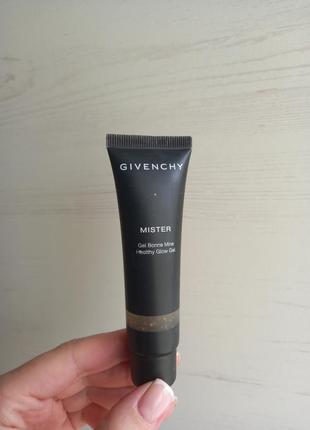 GIVENCHY
MISTER
Gel Bonne Mine
Healthy Glow Gel